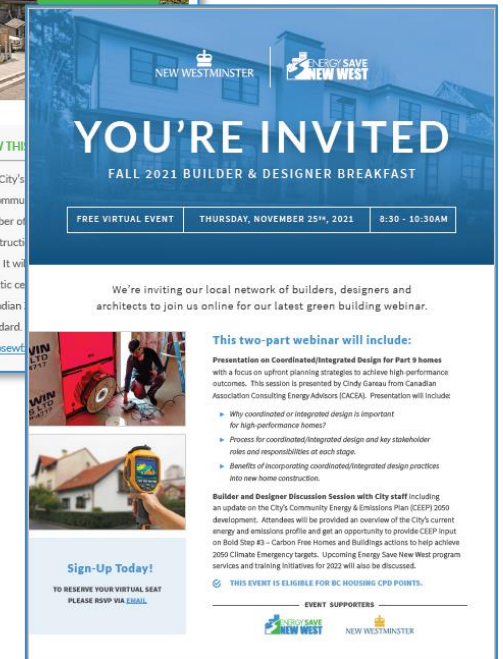 NEW WESTMINSTER
ENERGY SAVE
NEW WEST
YOU'RE INVITED
FALL 2021 BUILDER & DESIGNER BREAKFAST
FREE VIRTUAL EVENT
THURSDAY, NOVEMBER 25TH, 2021
8:30 - 10:30AM
We're inviting our local network of builders, designers and
architects to join us online for our latest green building webinar.
This two-part webinar will include:
Presentation on Coordinated/Integrated Design for Part 9 homes
with a focus on upfront planning strategies to achieve high-performance
outcomes. This session is presented by Cindy Gareau from Canadian
Association Consulting Energy Advisors (CACEA). Presentation will include:
► Why coordinated or integrated design is important
for high-performance homes?
► Process for coordinated/integrated design and key stakeholder
roles and responsibilities at each stage.
► Benefits of incorporating coordinated/integrated design practices
into new home construction.
Builder and Designer Discussion Session with City staff including
an update on the City's Community Energy & Emissions Plan (CEEP) 2050
development. Attendees will be provided an overview of the City's current
energy and emissions profile and get an opportunity to provide CEEP input
on Bold Step #3 – Carbon Free Homes and Buildings actions to help achieve
2050 Climate Emergency targets. Upcoming Energy Save New West program
services and training initiatives for 2022 will also be discussed.
THIS EVENT IS ELIGIBLE FOR BC HOUSING CPD POINTS.
Sign-Up Today!
TO RESERVE YOUR VIRTUAL SEAT
PLEASE RSVP VIA EMAIL
EVENT SUPPORTERS
ENERGY SAVE
NEW WEST
NEW WESTMINSTER
City's
It wil
dard.